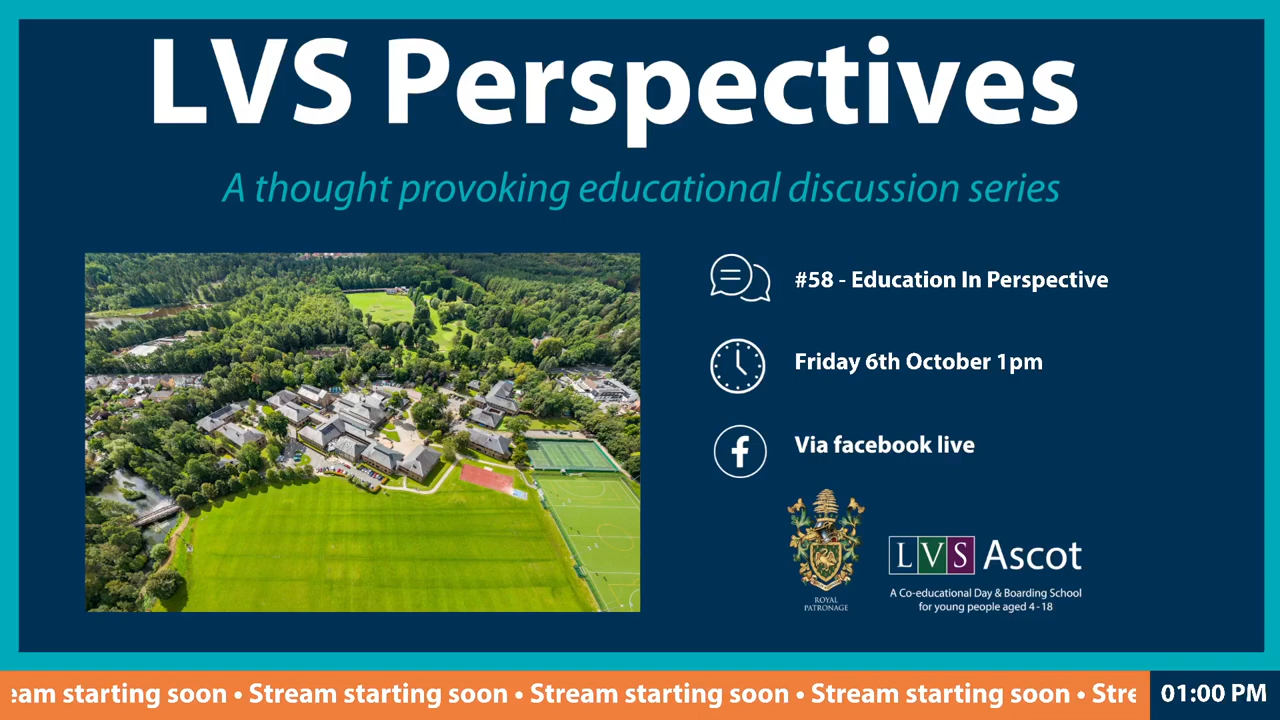 LVS Perspectives
A thought provoking educational discussion series
#58 - Education In Perspective
Friday 6th October 1pm
Via facebook live
ROYAL
PATRONAGE
LVS Ascot
A Co-educational Day & Boarding School
for young people aged 4 - 18
eam starting soon • Stream starting soon • Stream starting soon • Stream starting soon • Stre
01:00 PM